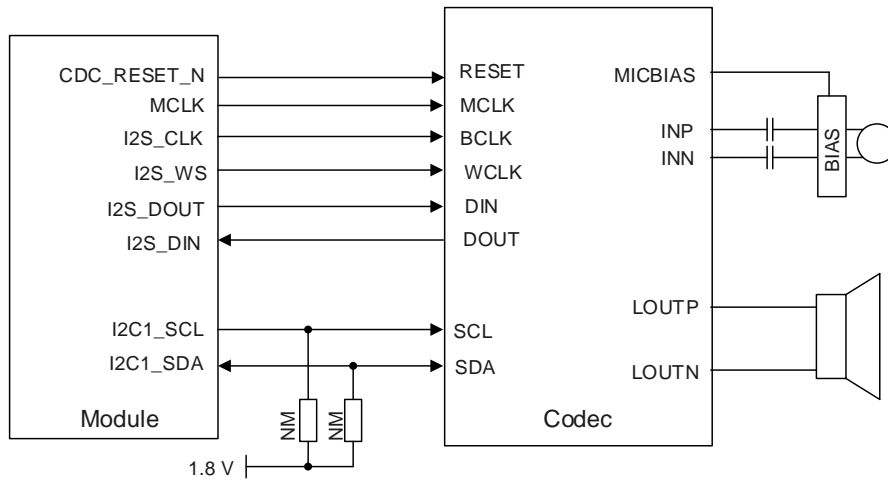 CDC_RESET_N
MCLK
I2S_CLK
I2S_WS
I2S_DOUT
I2S_DIN
I2C1_SCL
I2C1_SDA
Module
NM
NM
1.8 V
RESET
MCLK
BCLK
WCLK
DIN
DOUT
SCL
SDA
Codec
MICBIAS
INP
INN
LOUTP
LOUTN
BIAS